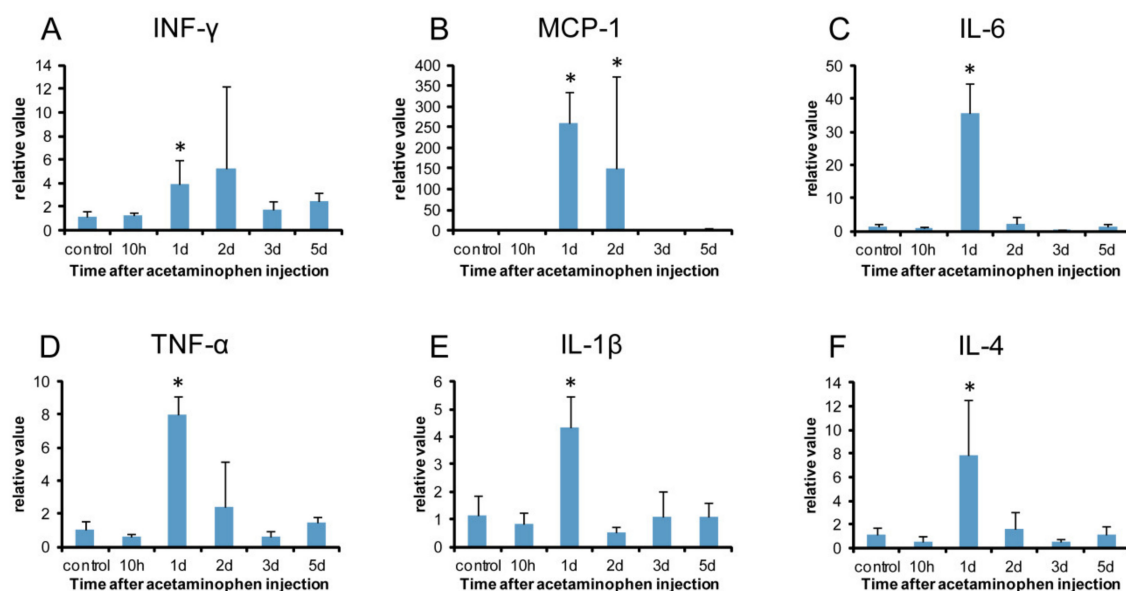 A INF-γ
14
12
10
8
6
4
2
0
relative value
*
control 10h 1d 2d 3d 5d
Time after acetaminophen injection
B MCP-1
400
350
300
250
200
150
100
50
0
relative value
* *
control 10h 1d 2d 3d 5d
Time after acetaminophen injection
C IL-6
50
40
30
20
10
0
relative value
*
control 10h 1d 2d 3d 5d
Time after acetaminophen injection
D TNF-α
10
8
6
4
2
0
relative value
*
control 10h 1d 2d 3d 5d
Time after acetaminophen injection
E IL-1β
6
5
4
3
2
1
0
relative value
*
control 10h 1d 2d 3d 5d
Time after acetaminophen injection
F IL-4
14
12
10
8
6
4
2
0
relative value
*
control 10h 1d 2d 3d 5d
Time after acetaminophen injection